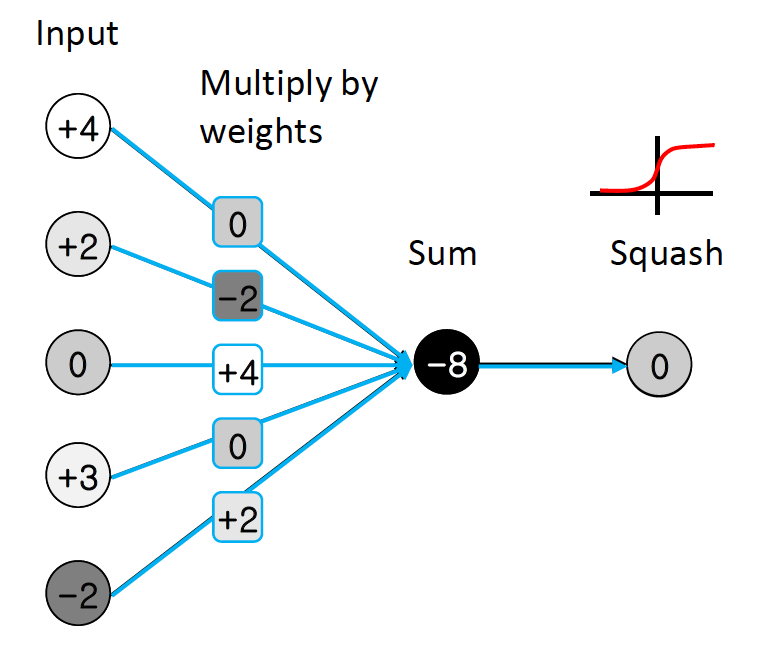 Input
Multiply by
weights
+4
0
+2
Sum
Squash
−2
0
+4
−8
0
+3
0
+2
−2